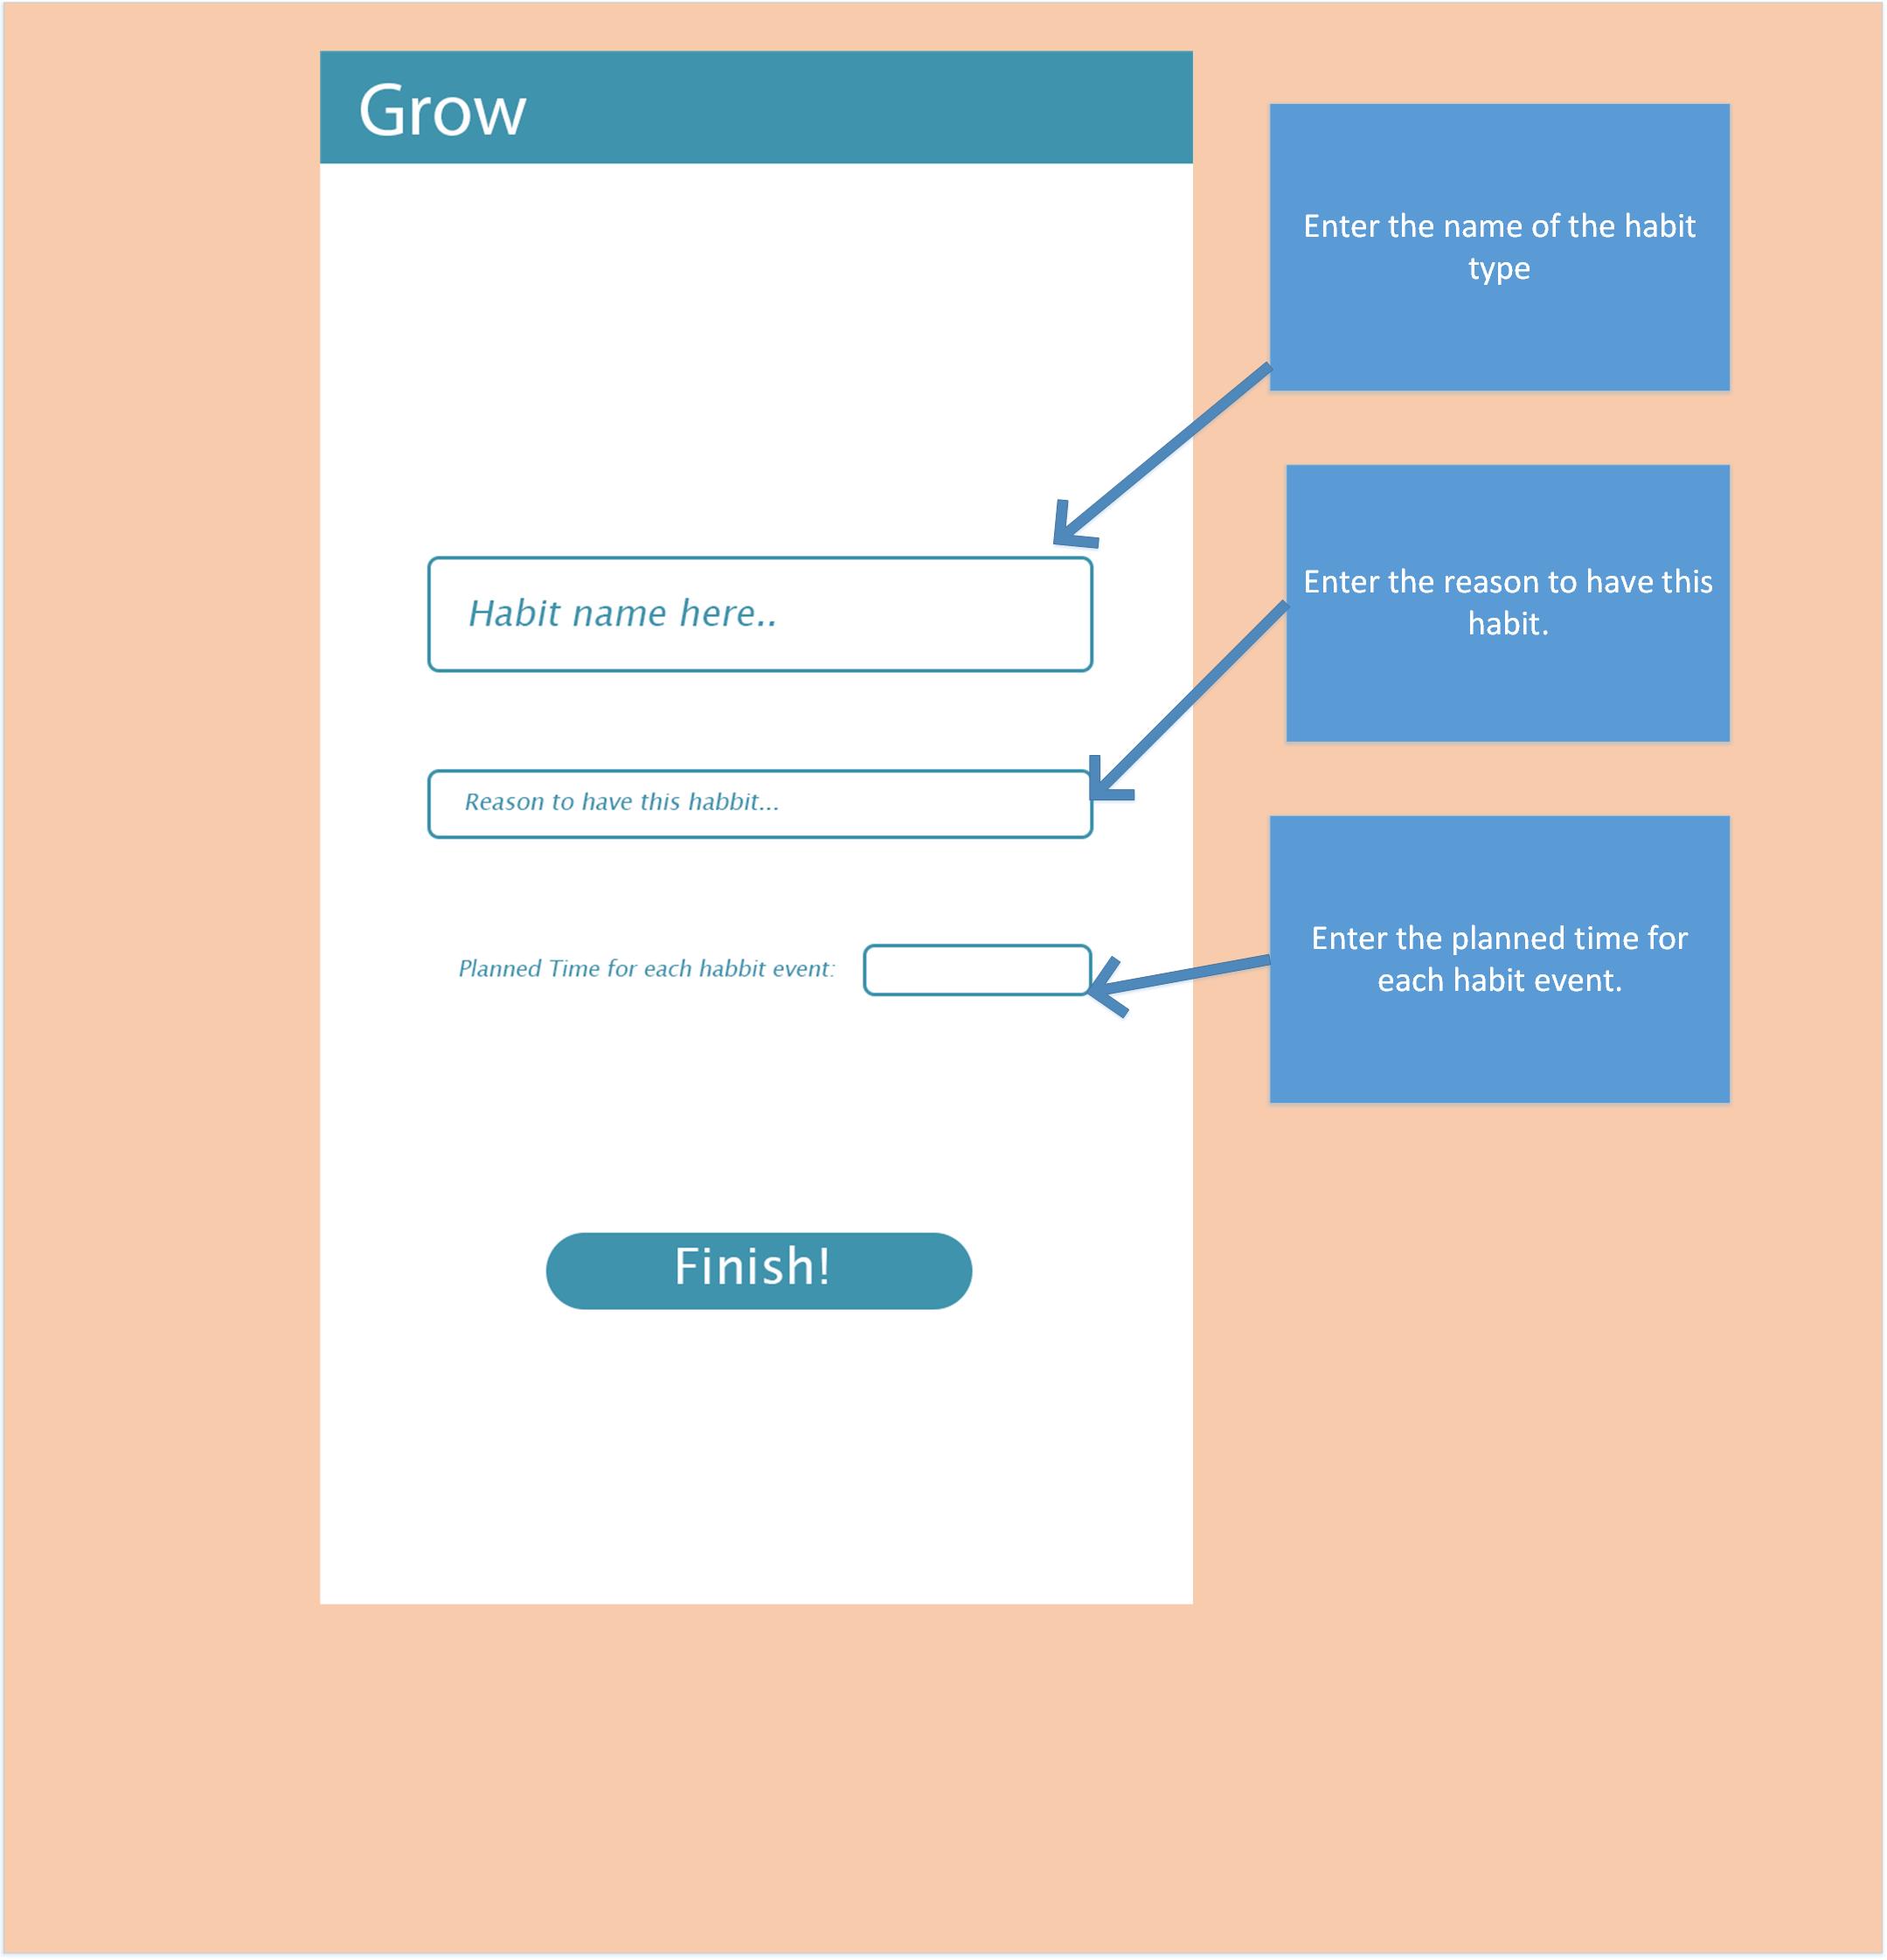 Grow
Enter the name of the habit
type
Habit name here..
Enter the reason to have this
habit.
Reason to have this habbit...
Enter the planned time for
each habit event.
Planned Time for each habbit event:
Finish!